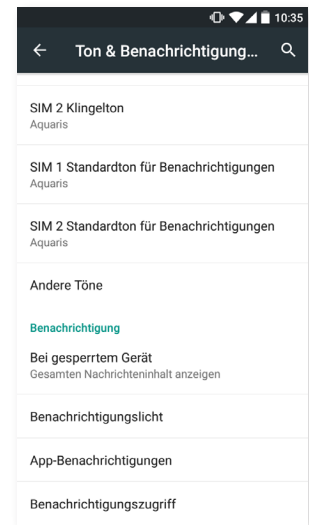 10:35
Ton & Benachrichtigung...
SIM 2 Klingelton
Aquaris
SIM 1 Standardton für Benachrichtigungen
Aquaris
SIM 2 Standardton für Benachrichtigungen
Aquaris
Andere Töne
Benachrichtigung
Bei gesperrtem Gerät
Gesamten Nachrichteninhalt anzeigen
Benachrichtigungslicht
App-Benachrichtigungen
Benachrichtigungszugriff